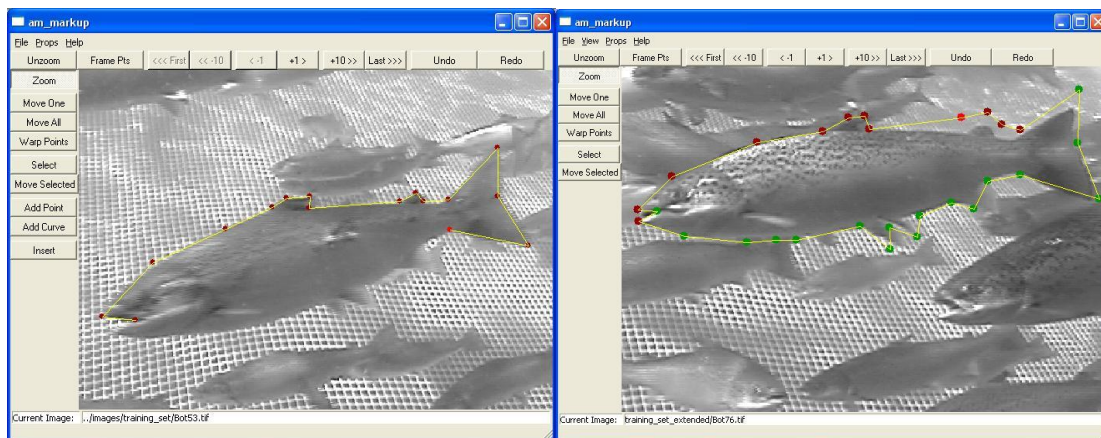 am_markup
File Props Help
Unzoom Frame Pts <<< First << -10 < -1 +1 > +10 >> Last >>> Undo Redo
Zoom
Move One
Move All
Warp Points
Select
Move Selected
Add Point
Add Curve
Insert
Current Image: ../images/training_set/Bot53.tif
am_markup
File View Props Help
Unzoom Frame Pts <<< First << -10 < -1 +1 > +10 >> Last >>> Undo Redo
Zoom
Move One
Move All
Warp Points
Select
Move Selected
Current Image: training_set_extended/Bot76.tif